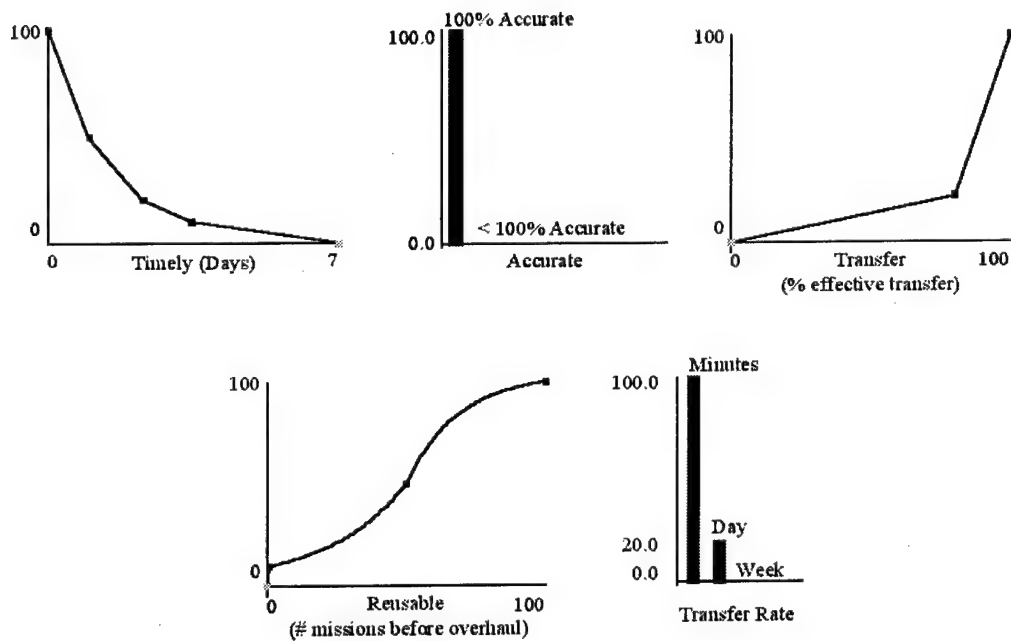 100
0
0
7
Timely (Days)
100% Accurate
100.0
< 100% Accurate
0.0
Accurate
100
0
0
Transfer
100
(% effective transfer)
100
0
0
Reusable
100
(# missions before overhaul)
Minutes
100.0
Day
20.0
Week
0.0
Transfer Rate